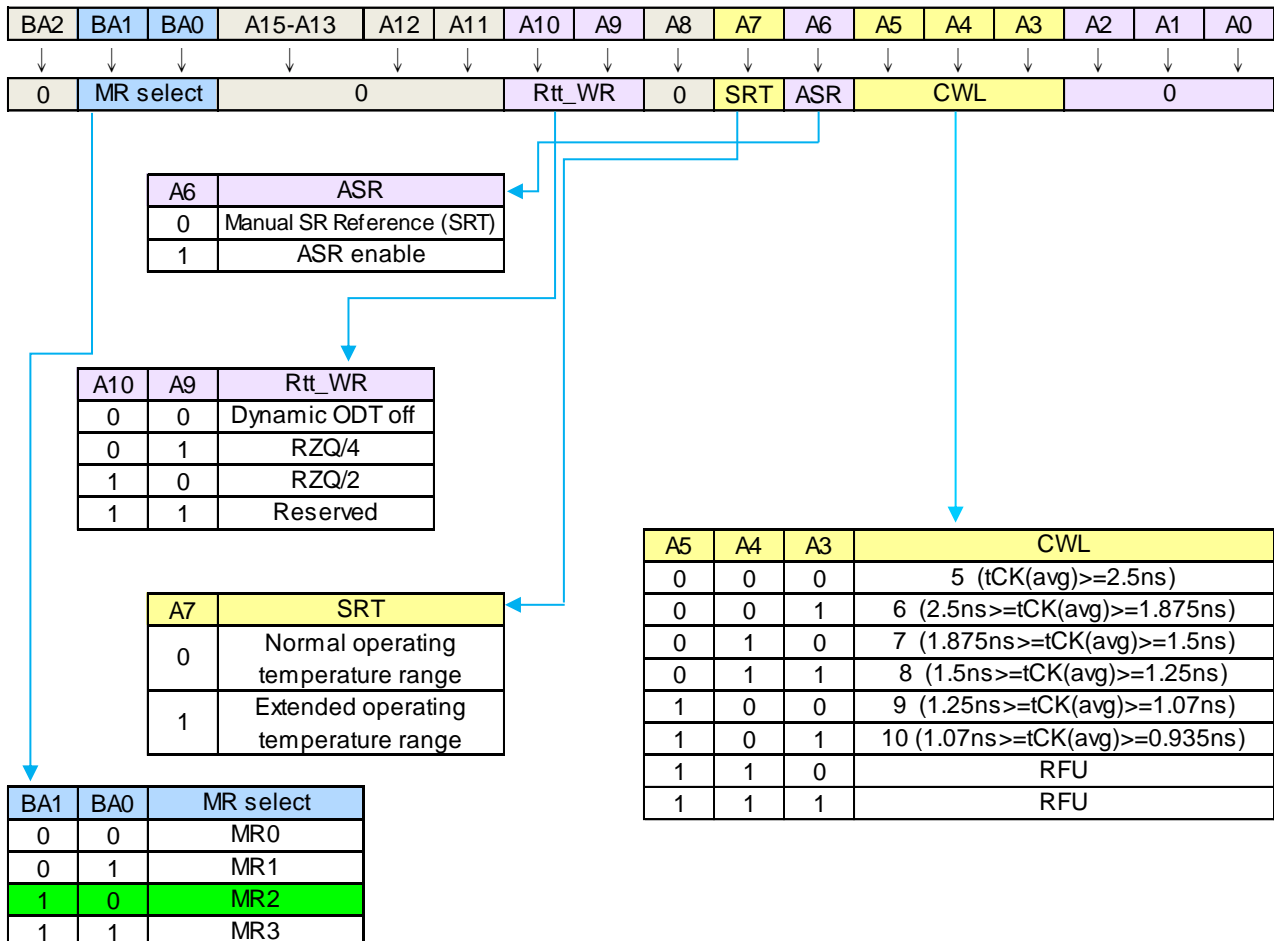 BA2 BA1 BA0 A15-A13 A12 A11 A10 A9 A8 A7 A6 A5 A4 A3 A2 A1 A0
0 MR select 0 Rtt_WR 0 SRT ASR CWL 0
A6 ASR
0 Manual SR Reference (SRT)
1 ASR enable
A10 A9 Rtt_WR
0 0 Dynamic ODT off
0 1 RZQ/4
1 0 RZQ/2
1 1 Reserved
A7 SRT
0 Normal operating
temperature range
1 Extended operating
temperature range
A5 A4 A3 CWL
0 0 0 5 (tCK(avg)>=2.5ns)
0 0 1 6 (2.5ns>=tCK(avg)>=1.875ns)
0 1 0 7 (1.875ns>=tCK(avg)>=1.5ns)
0 1 1 8 (1.5ns>=tCK(avg)>=1.25ns)
1 0 0 9 (1.25ns>=tCK(avg)>=1.07ns)
1 0 1 10 (1.07ns>=tCK(avg)>=0.935ns)
1 1 0 RFU
1 1 1 RFU
BA1 BA0 MR select
0 0 MR0
0 1 MR1
1 0 MR2
1 1 MR3